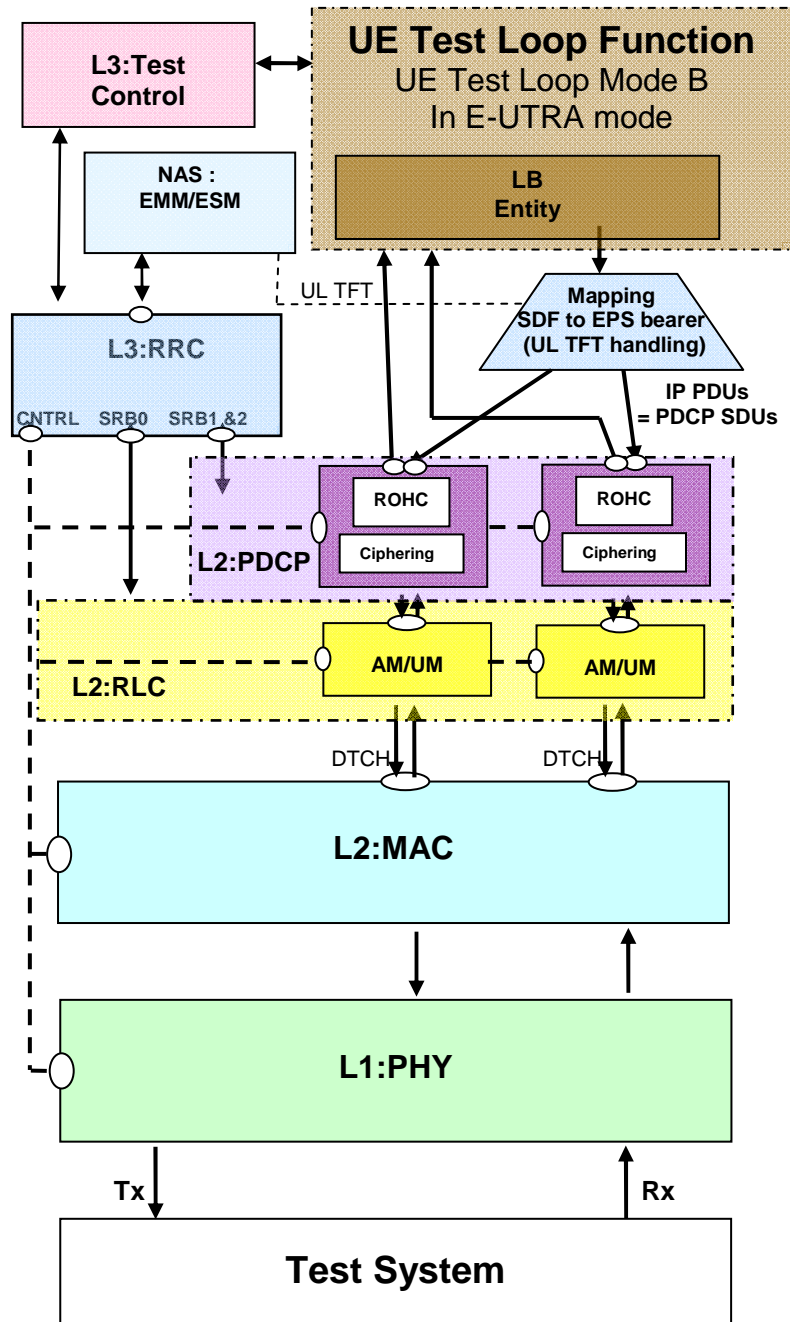 UE Test Loop Function
UE Test Loop Mode B
In E-UTRA mode
L3:Test
Control
NAS :
EMM/ESM
LB
Entity
UL TFT
Mapping
SDF to EPS bearer
(UL TFT handling)
L3:RRC
CNTRL SRB0 SRB1 &2
IP PDUs
= PDCP SDUs
ROHC
Ciphering
ROHC
Ciphering
L2:PDCP
AM/UM
AM/UM
L2:RLC
DTCH
DTCH
L2:MAC
L1:PHY
Tx
Rx
Test System